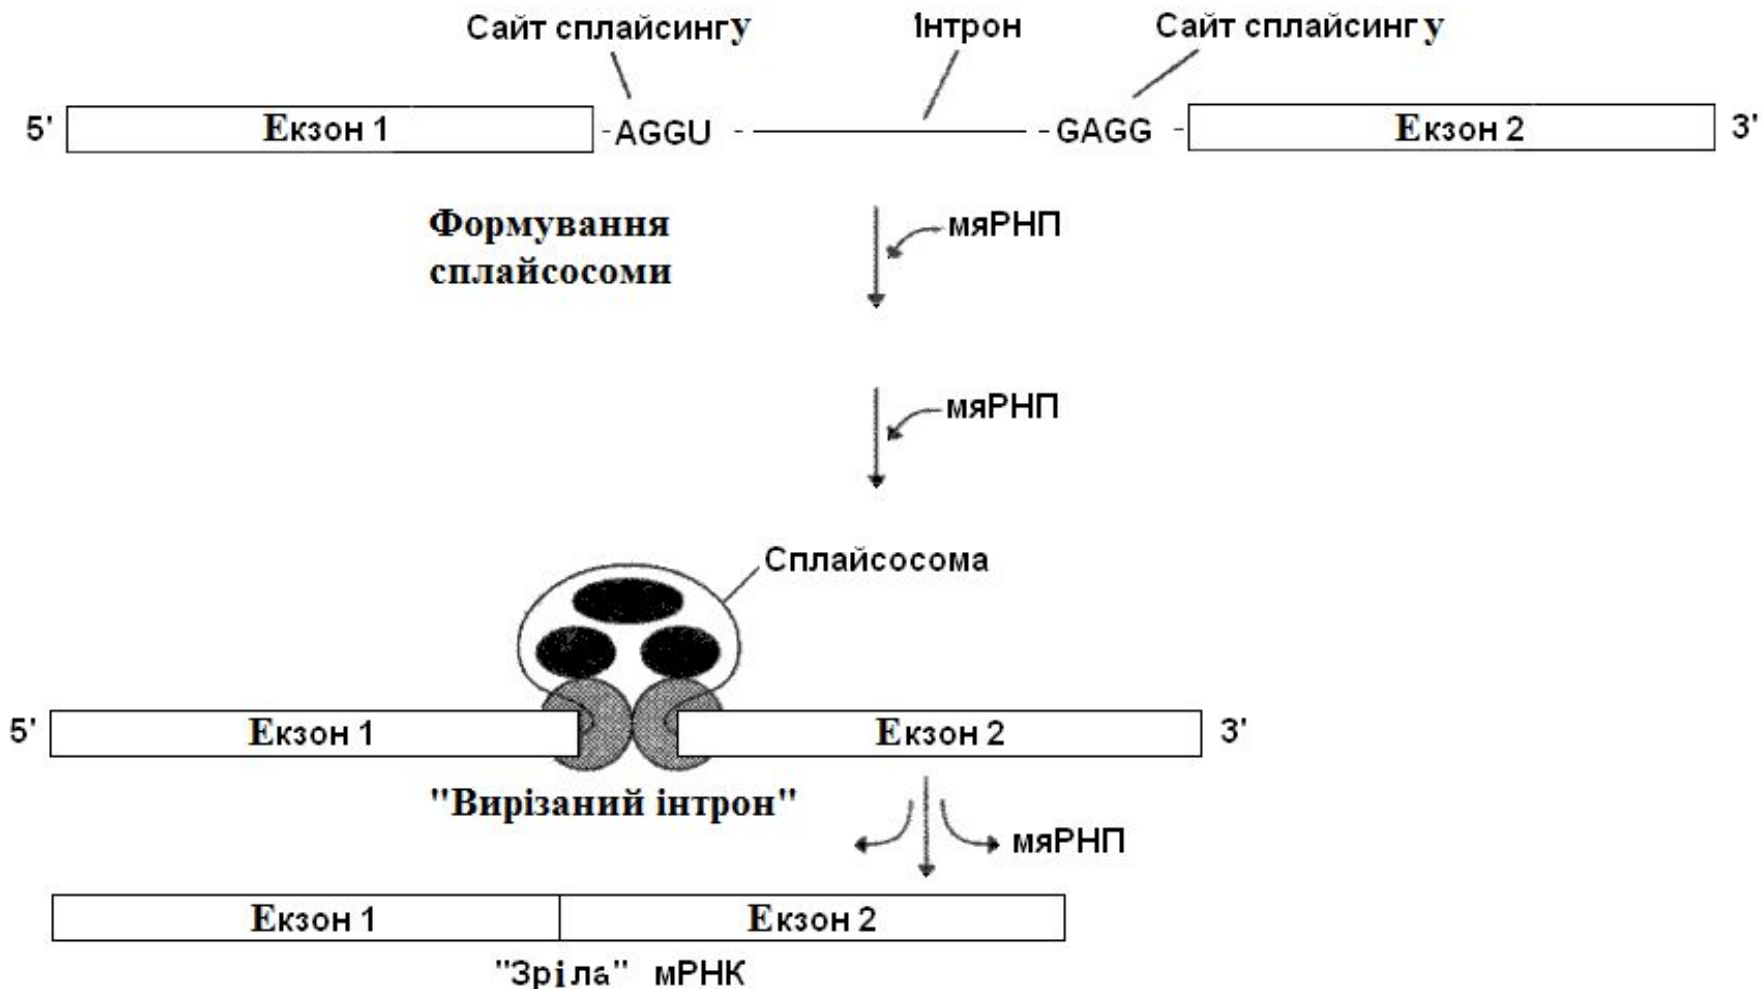 Сайт сплайсингу Інтрон Сайт сплайсингу
5' Екзон 1 -AGGU - - GAGG - Екзон 2 3'
Формування
сплайсосоми
мяРНП
мяРНП
Сплайсосома
5' Екзон 1 Екзон 2 3'
"Вирізаний інтрон"
мяРНП
Екзон 1 Екзон 2
"Зріла" мРНК